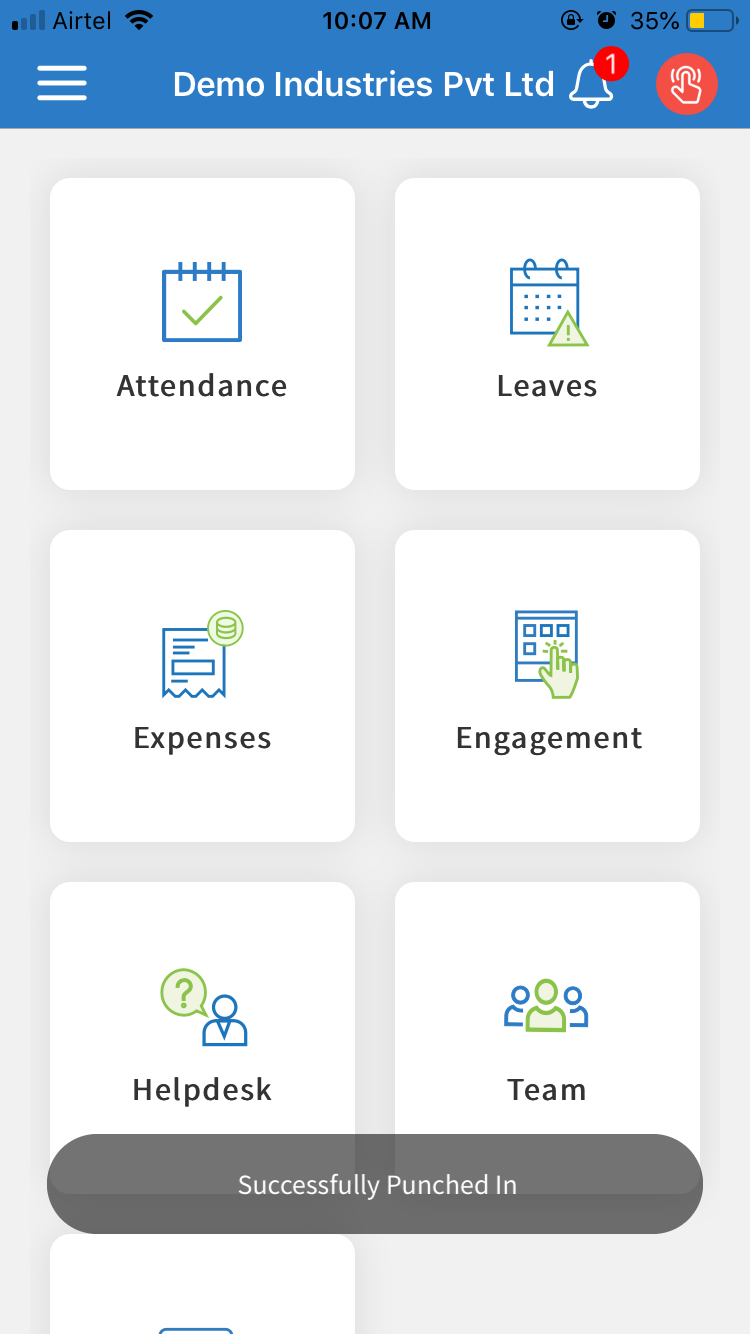 Airtel 10:07 AM 35%
Demo Industries Pvt Ltd 1
Attendance Leaves
Expenses Engagement
? Helpdesk Team
Successfully Punched In